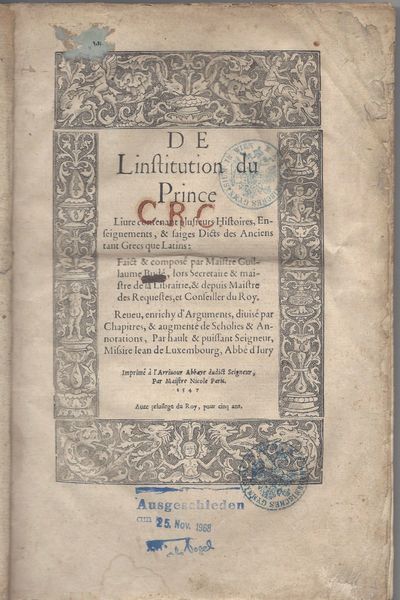 DE
Linſtitution du
Prince
C.R.C
Liure contenant pluſieurs Hiſtoires, En-
ſeignements, & ſaiges Dicts des Anciens
tant Grecs que Latins:
Faict & compoſé par Maiſtre Guil-
laume Budé, lors Secretaire & mai-
ſtre de la Librairie, & depuis Maiſtre
des Requeſtes, et Conſeiller du Roy.
Reueu, enrichy d'Arguments, diuiſé par
Chapitres, & augmenté de Scholies & An-
notations, Par hault & puiſſant Seigneur,
Miſsire Iean de Luxembourg, Abbé d'Iury
Imprimé à l'Arriuour Abbaye dudict Seigneur,
Par Maiſtre Nicole Paris.
1547
Auec priuilege du Roy, pour cinq ans.
Ausgeschieden
am 25. Nov. 1968